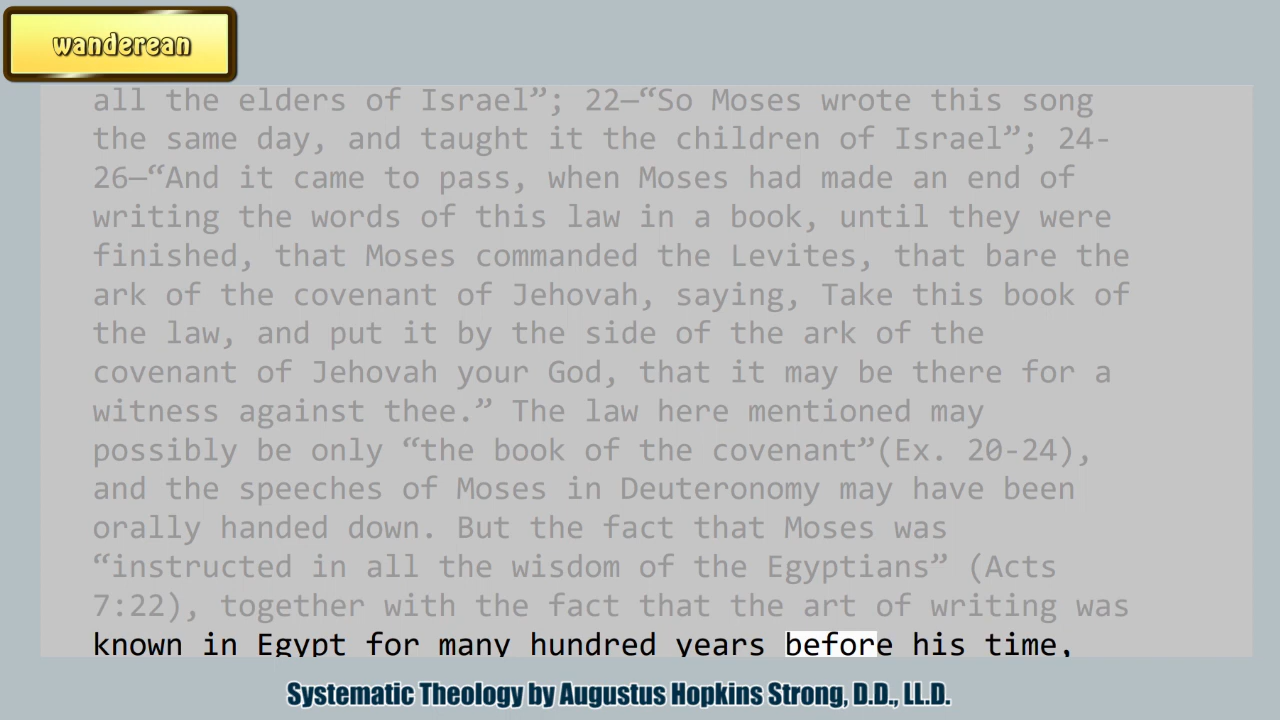 wanderean
all the elders of Israel”; 22—“So Moses wrote this song
the same day, and taught it the children of Israel”; 24-
26—“And it came to pass, when Moses had made an end of
writing the words of this law in a book, until they were
finished, that Moses commanded the Levites, that bare the
ark of the covenant of Jehovah, saying, Take this book of
the law, and put it by the side of the ark of the
covenant of Jehovah your God, that it may be there for a
witness against thee.” The law here mentioned may
possibly be only “the book of the covenant”(Ex. 20-24),
and the speeches of Moses in Deuteronomy may have been
orally handed down. But the fact that Moses was
“instructed in all the wisdom of the Egyptians” (Acts
7:22), together with the fact that the art of writing was
known in Egypt for many hundred years before his time,
Systematic Theology by Augustus Hopkins Strong, D.D., LL.D.